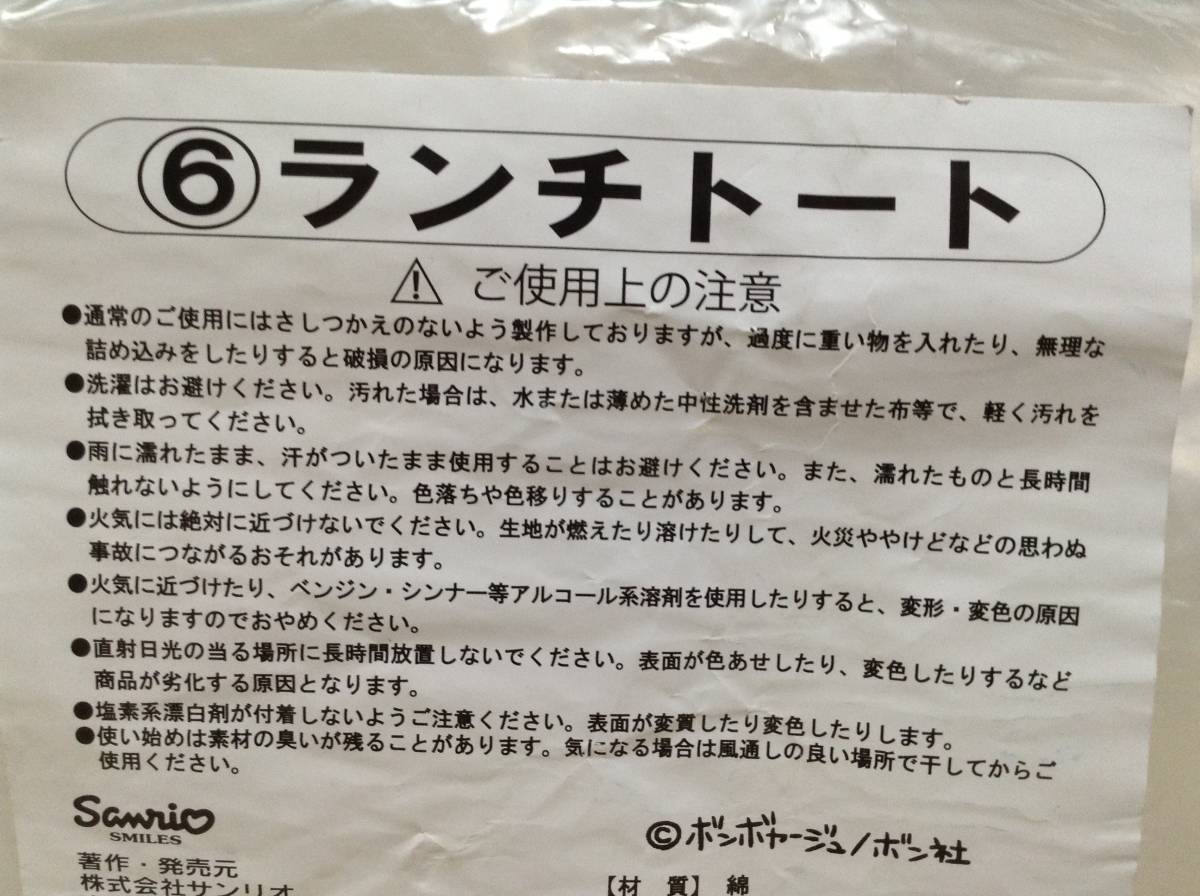 ⑥ランチトート
⚠ ご使用上の注意
●通常のご使用にはさしつかえのないよう製作しておりますが、過度に重い物を入れたり、無理な
詰め込みをしたりすると破損の原因になります。
●洗濯はお避けください。汚れた場合は、水または薄めた中性洗剤を含ませた布等で、軽く汚れを
拭き取ってください。
●雨に濡れたまま、汗がついたまま使用することはお避けください。また、濡れたものと長時間
触れないようにしてください。色落ちや色移りすることがあります。
●火気には絶対に近づけないでください。生地が燃えたり溶けたりして、火災ややけどなどの思わぬ
事故につながるおそれがあります。
●火気に近づけたり、ベンジン・シンナー等アルコール系溶剤を使用したりすると、変形・変色の原因
になりますのでおやめください。
●直射日光の当る場所に長時間放置しないでください。表面が色あせしたり、変色したりするなど
商品が劣化する原因となります。
●塩素系漂白剤が付着しないようご注意ください。表面が変質したり変色したりします。
●使い始めは素材の臭いが残ることがあります。気になる場合は風通しの良い場所で干してからご
使用ください。
Sanrio
SMILES
著作・発売元
株式会社サンリオ
©ボンボヤージュ/ボン社
【材 質】 綿